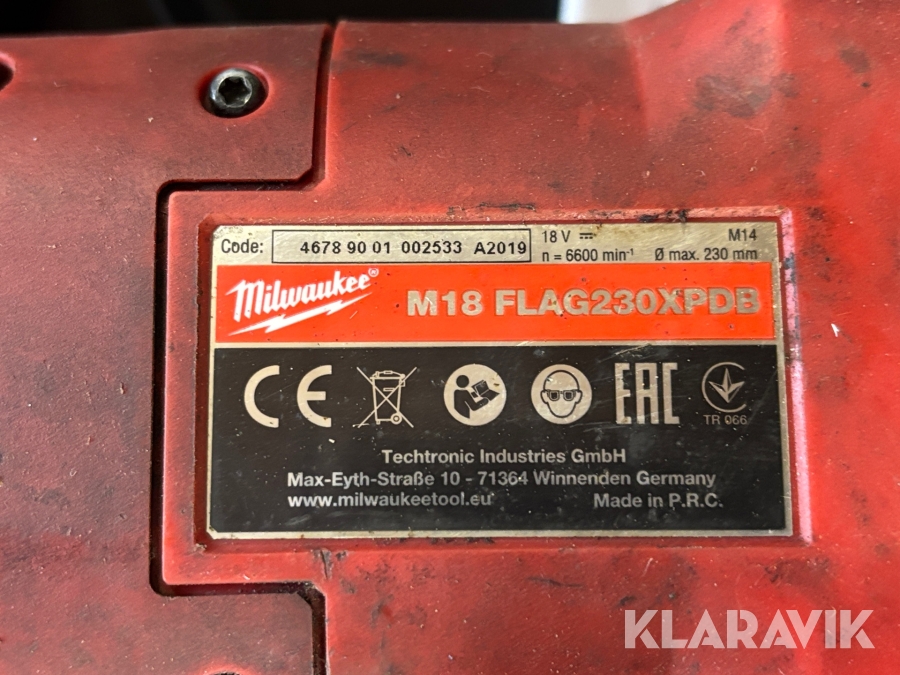 Code: 4678 90 01 002533 A2019
18 V ⎓ M14
n = 6600 min⁻¹ Ø max. 230 mm
Milwaukee® M18 FLAG230XPDB
CE EAC
TR 066
Techtronic Industries GmbH
Max-Eyth-Straße 10 - 71364 Winnenden Germany
www.milwaukeetool.eu Made in P.R.C.
KLARAVIK